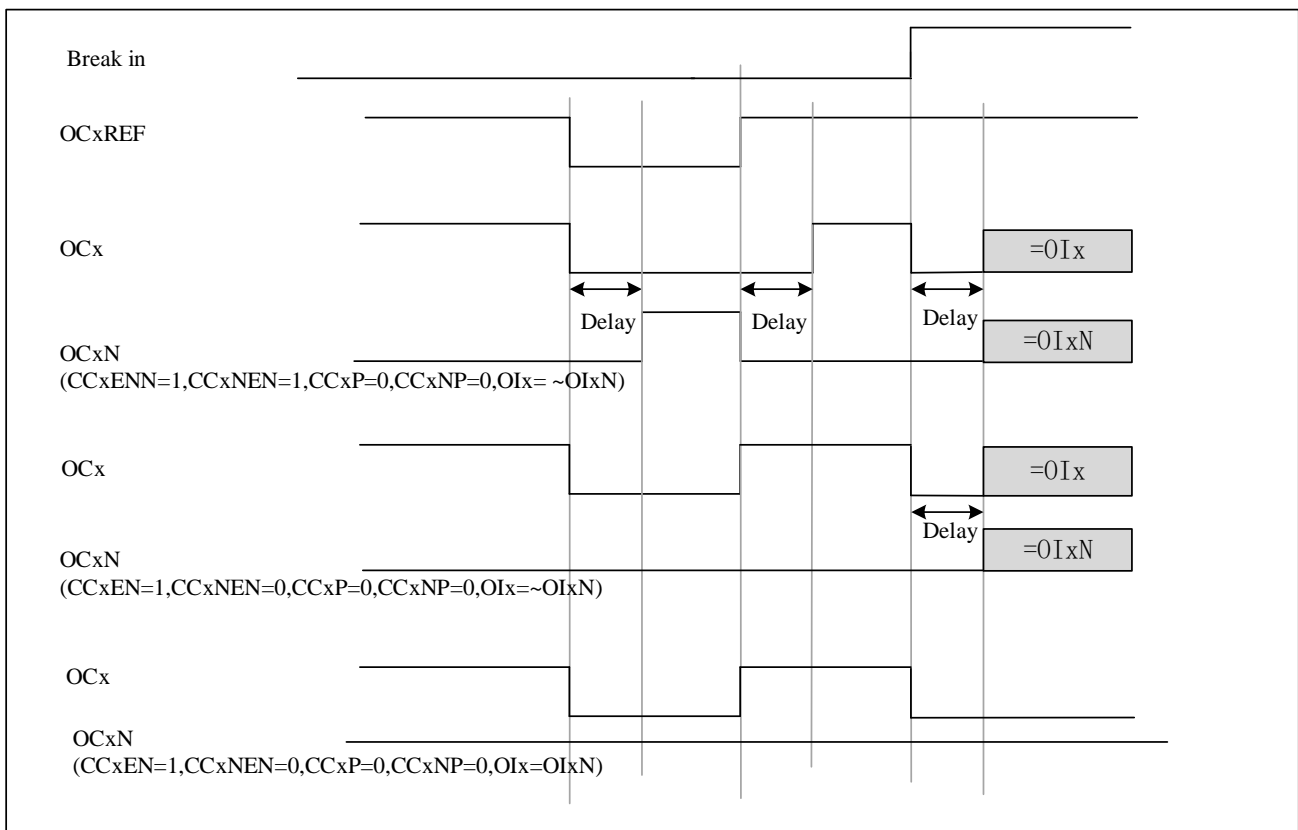 Break in
OCxREF
OCx
=OIx
Delay
Delay
Delay
=OIxN
OCxN
(CCxENN=1,CCxNEN=1,CCxP=0,CCxNP=0,OIx= ~OIxN)
OCx
=OIx
Delay
=OIxN
OCxN
(CCxEN=1,CCxNEN=0,CCxP=0,CCxNP=0,OIx=~OIxN)
OCx
OCxN
(CCxEN=1,CCxNEN=0,CCxP=0,CCxNP=0,OIx=OIxN)